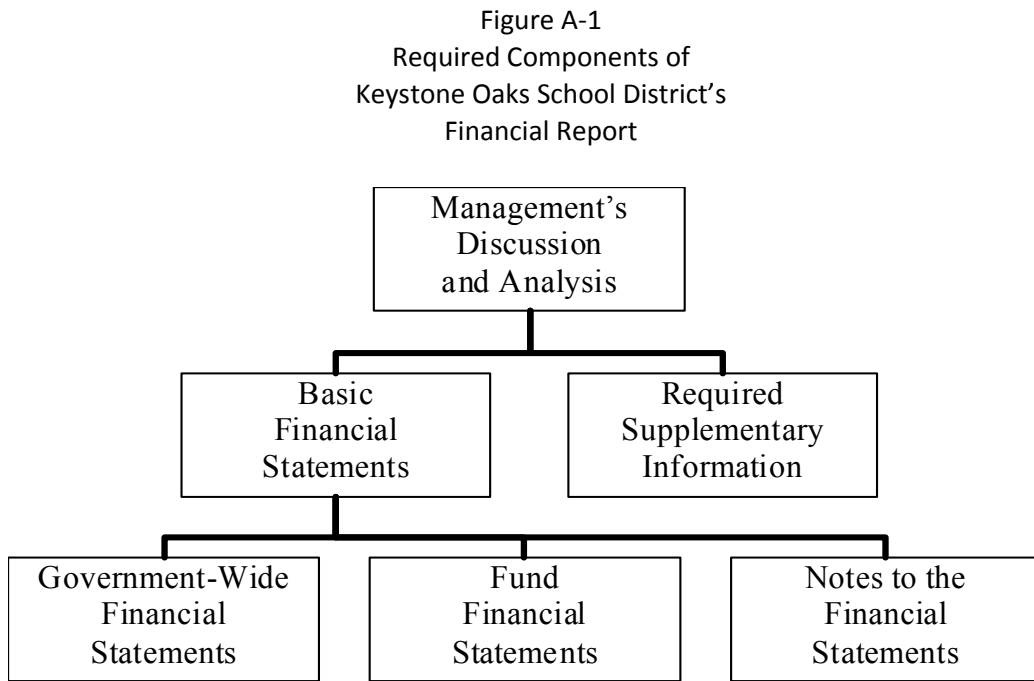 Figure A-1
Required Components of
Keystone Oaks School District’s
Financial Report
Management’s
Discussion
and Analysis
Basic
Financial
Statements
Required
Supplementary
Information
Government-Wide
Financial
Statements
Fund
Financial
Statements
Notes to the
Financial
Statements